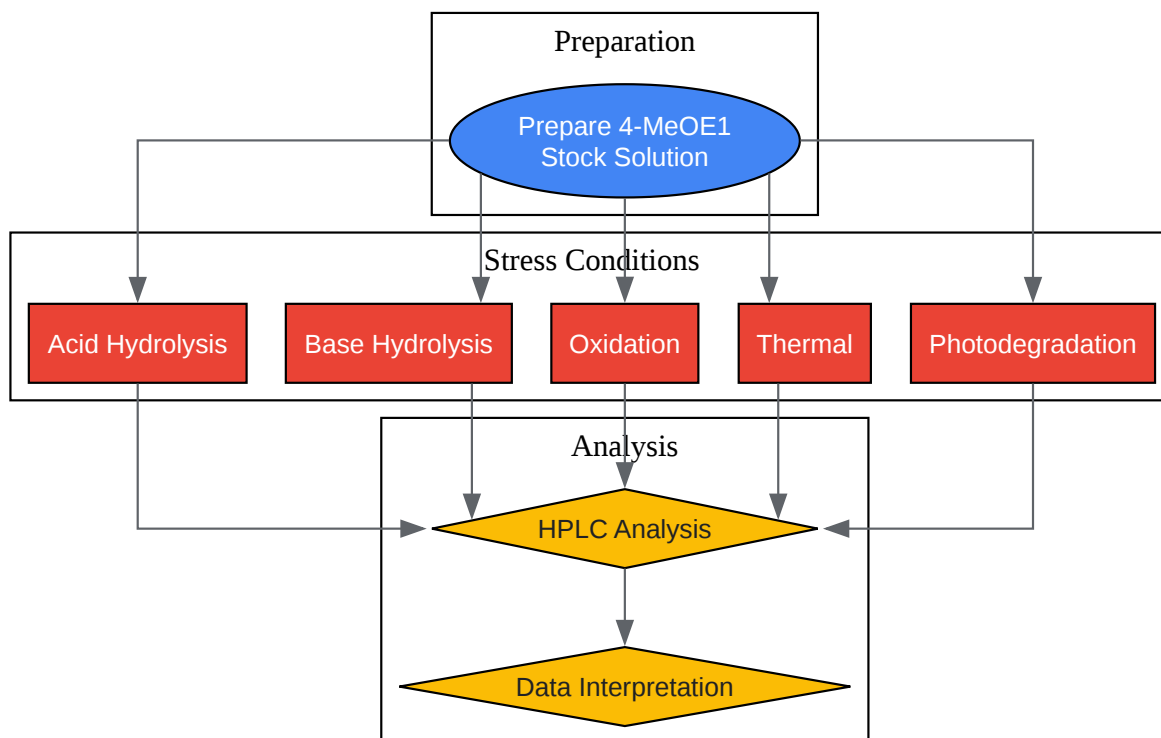 Preparation
Prepare 4-MeOE1
Stock Solution
Stress Conditions
Acid Hydrolysis
Base Hydrolysis
Oxidation
Thermal
Photodegradation
Analysis
HPLC Analysis
Data Interpretation